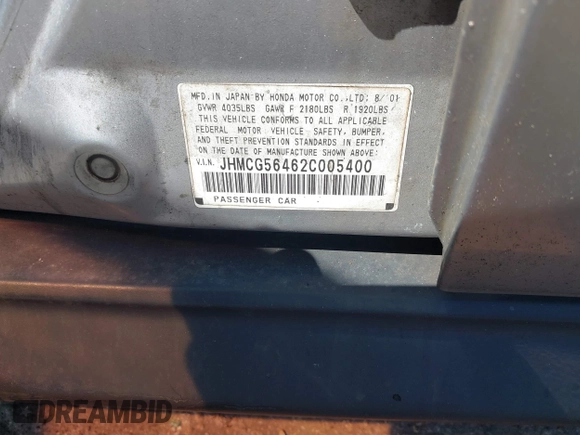 MFD. IN JAPAN BY HONDA MOTOR CO.,LTD: 8/'01
GVWR 4035LBS GAWR F 2180LBS R 1920LBS
THIS VEHICLE CONFORMS TO ALL APPLICABLE
FEDERAL MOTOR VEHICLE SAFETY, BUMPER,
AND THEFT PREVENTION STANDARDS IN EFFECT
ON THE DATE OF MANUFACTURE SHOWN ABOVE:
V.I.N. JHMCG56462C005400
PASSENGER CAR
DREAMBID